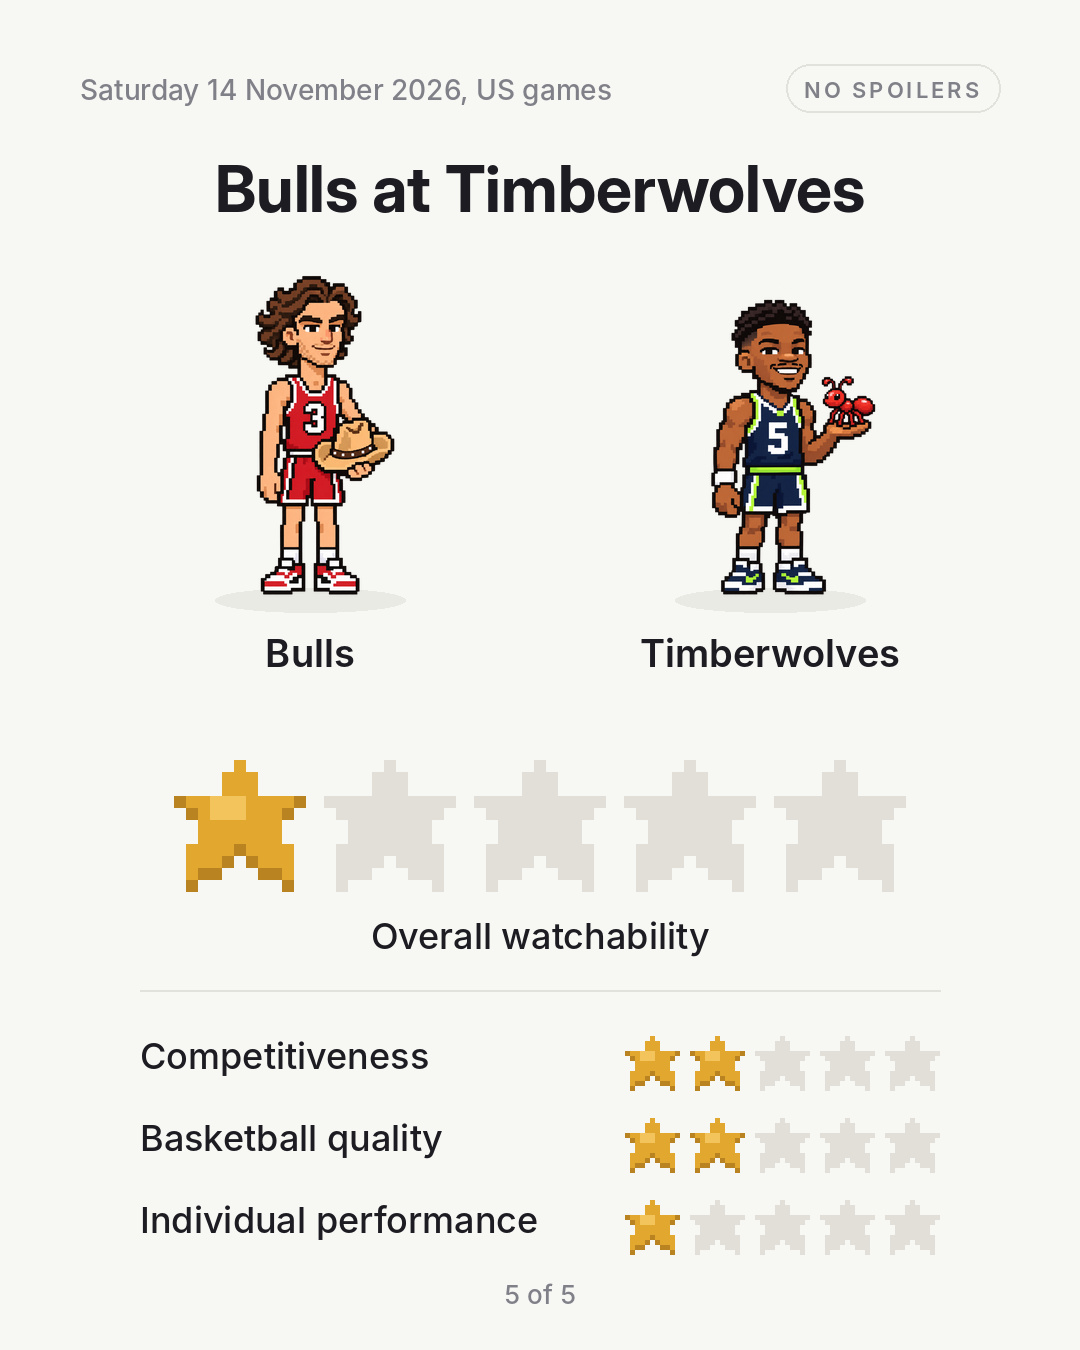 Saturday 14 November 2026, US games
NO SPOILERS
Bulls at Timberwolves
3
5
Bulls
Timberwolves
Overall watchability
Competitiveness
Basketball quality
Individual performance
5 of 5